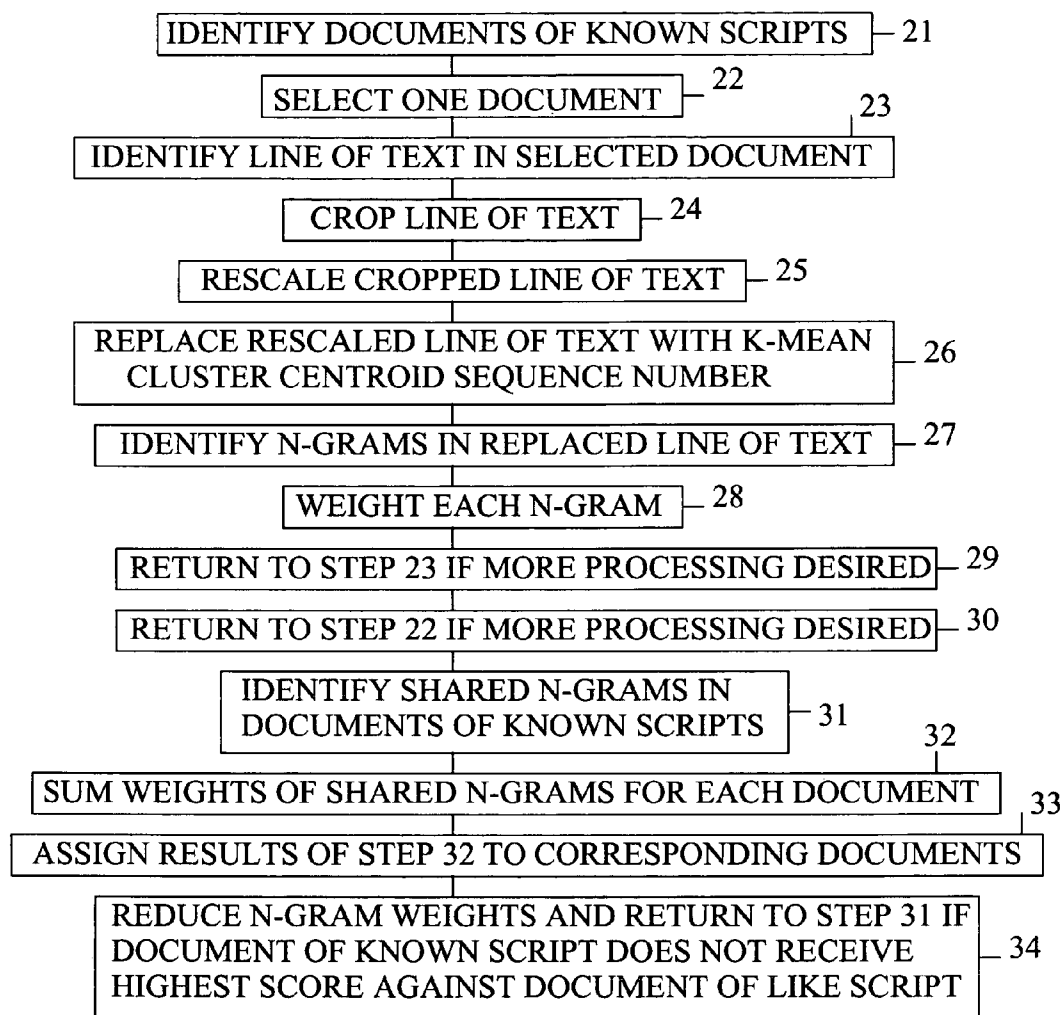 IDENTIFY DOCUMENTS OF KNOWN SCRIPTS 21
SELECT ONE DOCUMENT 22
23
IDENTIFY LINE OF TEXT IN SELECTED DOCUMENT
CROP LINE OF TEXT 24
RESCALE CROPPED LINE OF TEXT 25
REPLACE RESCALED LINE OF TEXT WITH K-MEAN
CLUSTER CENTROID SEQUENCE NUMBER 26
IDENTIFY N-GRAMS IN REPLACED LINE OF TEXT 27
WEIGHT EACH N-GRAM 28
RETURN TO STEP 23 IF MORE PROCESSING DESIRED 29
RETURN TO STEP 22 IF MORE PROCESSING DESIRED 30
IDENTIFY SHARED N-GRAMS IN
DOCUMENTS OF KNOWN SCRIPTS 31
32
SUM WEIGHTS OF SHARED N-GRAMS FOR EACH DOCUMENT
33
ASSIGN RESULTS OF STEP 32 TO CORRESPONDING DOCUMENTS
REDUCE N-GRAM WEIGHTS AND RETURN TO STEP 31 IF
DOCUMENT OF KNOWN SCRIPT DOES NOT RECEIVE 34
HIGHEST SCORE AGAINST DOCUMENT OF LIKE SCRIPT